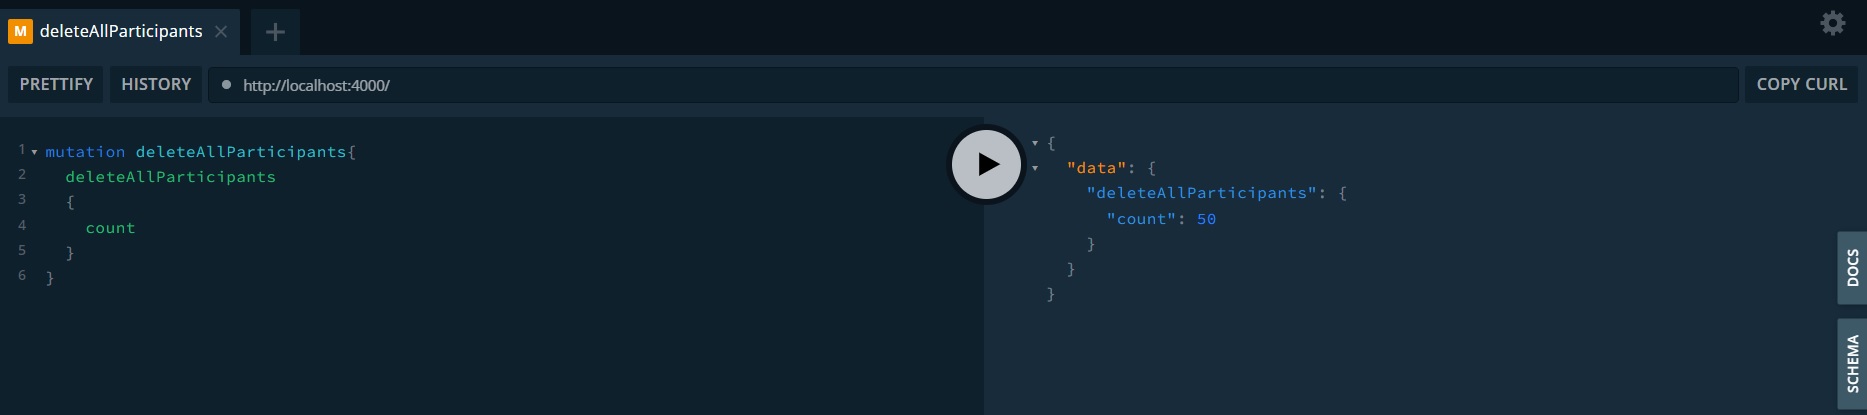 M deleteAllParticipants
PRETTIFY HISTORY http://localhost:4000/ COPY CURL
1 mutation deleteAllParticipants{
2 deleteAllParticipants
3 {
4 count
5 }
6 }
{
"data": {
"deleteAllParticipants": {
"count": 50
}
}
}
DOCS
SCHEMA